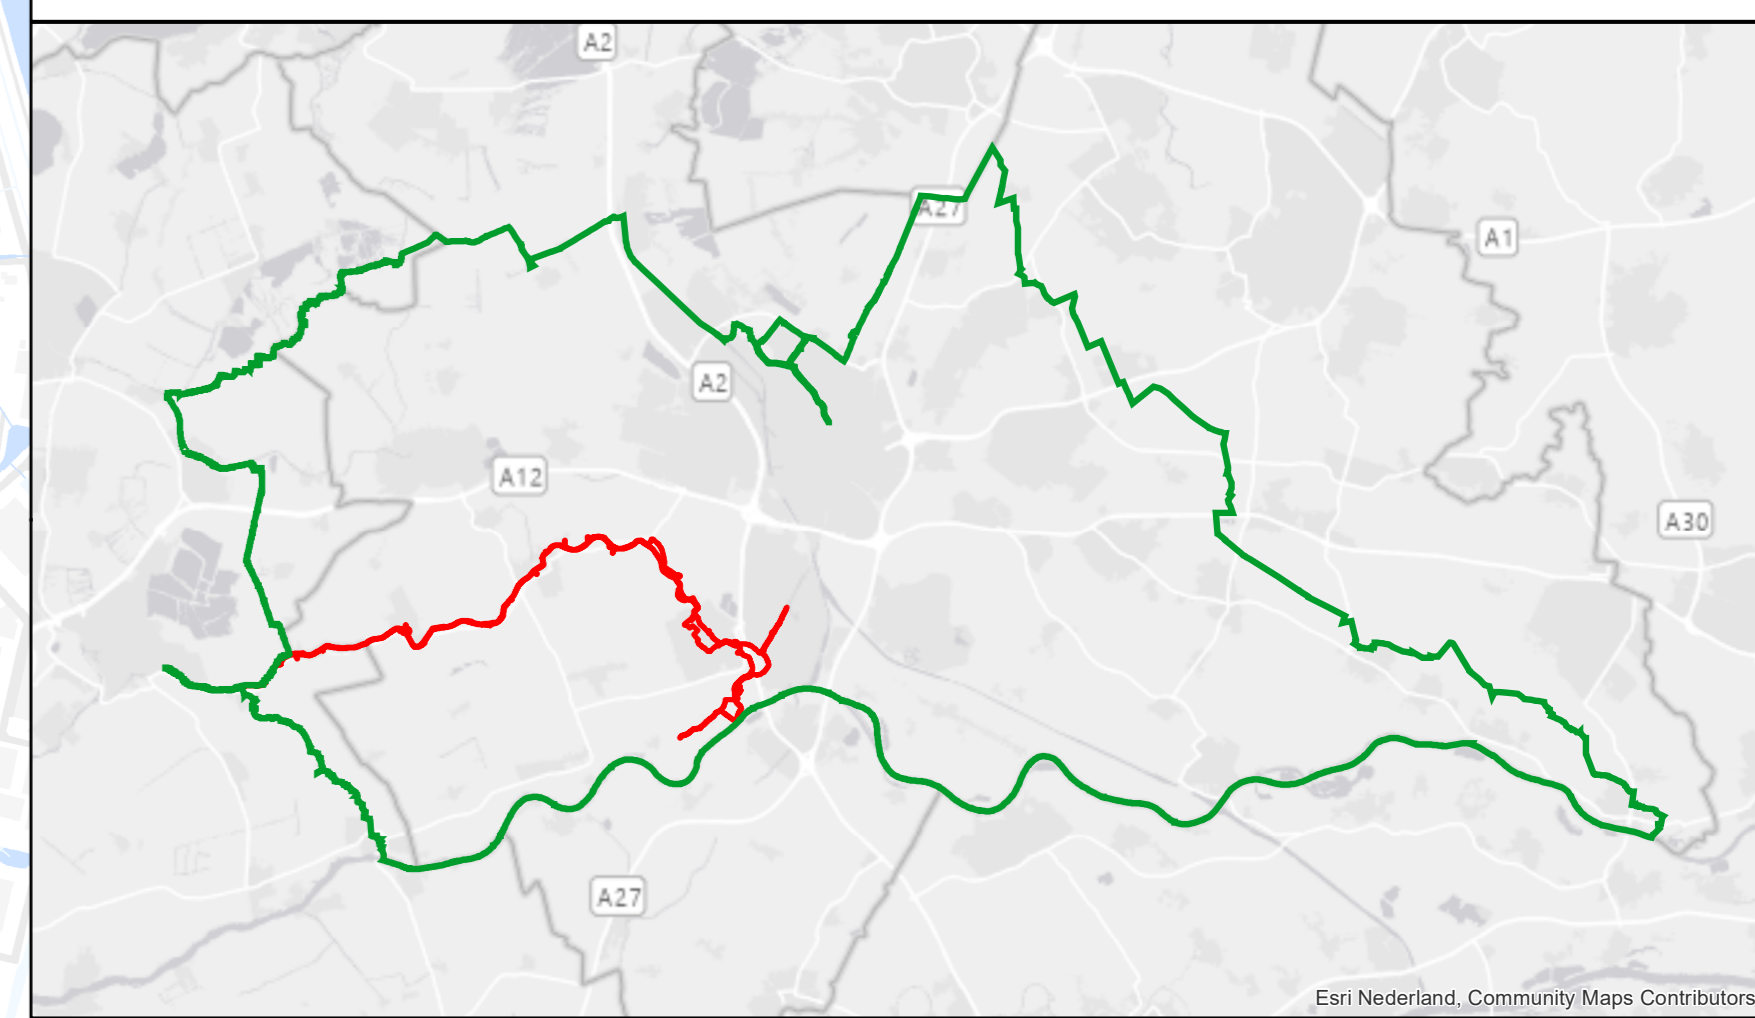 A2
A27
A1
A2
A12
A30
A27
Esri Nederland, Community Maps Contributors